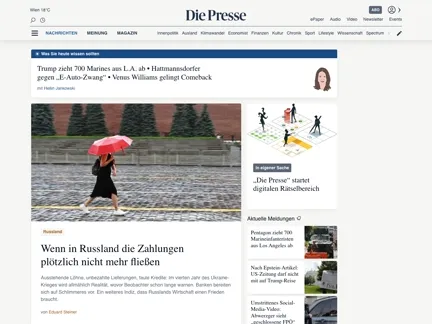 Wien 18°C
Die Presse
ABO
ePaper Audio Video Newsletter Events
NACHRICHTEN MEINUNG MAGAZIN Innenpolitik Ausland Klimawandel Economist Finanzen Kultur Chronik Sport Lifestyle Wissenschaft Spectrum
Was Sie heute wissen sollten
Trump zieht 700 Marines aus L.A. ab • Hattmannsdorfer
gegen „E-Auto-Zwang“ • Venus Williams gelingt Comeback
mit Hellin Jankowski
In eigener Sache
„Die Presse“ startet
digitalen Rätselbereich
Russland
Wenn in Russland die Zahlungen
plötzlich nicht mehr fließen
Ausstehende Löhne, unbezahlte Lieferungen, faule Kredite: Im vierten Jahr des Ukraine-
Krieges wird allmählich Realität, wovor Beobachter schon lange warnen. Banken bereiten
sich auf Schlimmeres vor. Ein weiteres Indiz, dass Russlands Wirtschaft einen Frieden
braucht.
von Eduard Steiner
Aktuelle Meldungen
Pentagon zieht 700
Marineinfanteristen
aus Los Angeles ab
Nach Epstein-Artikel:
US-Zeitung darf nicht
mit auf Trump-Reise
Umstrittenes Social-
Media-Video:
Abwerzger sieht
„geschlossene FPÖ“